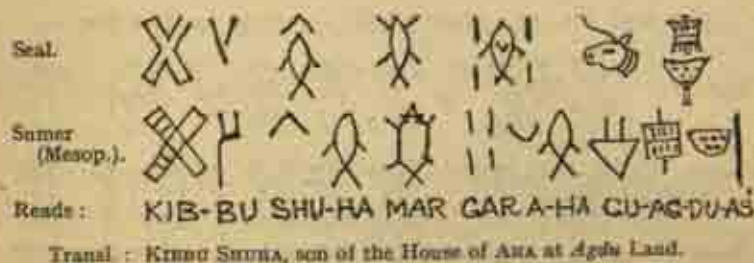 Seal.
Sumer
(Mesop.).
Reads : KIB-BU SHU-HA MAR GAR A-HA GU-AG-DU-AS
Transl : KIBBU SHUHA, son of the House of AHA at Agdu Land.